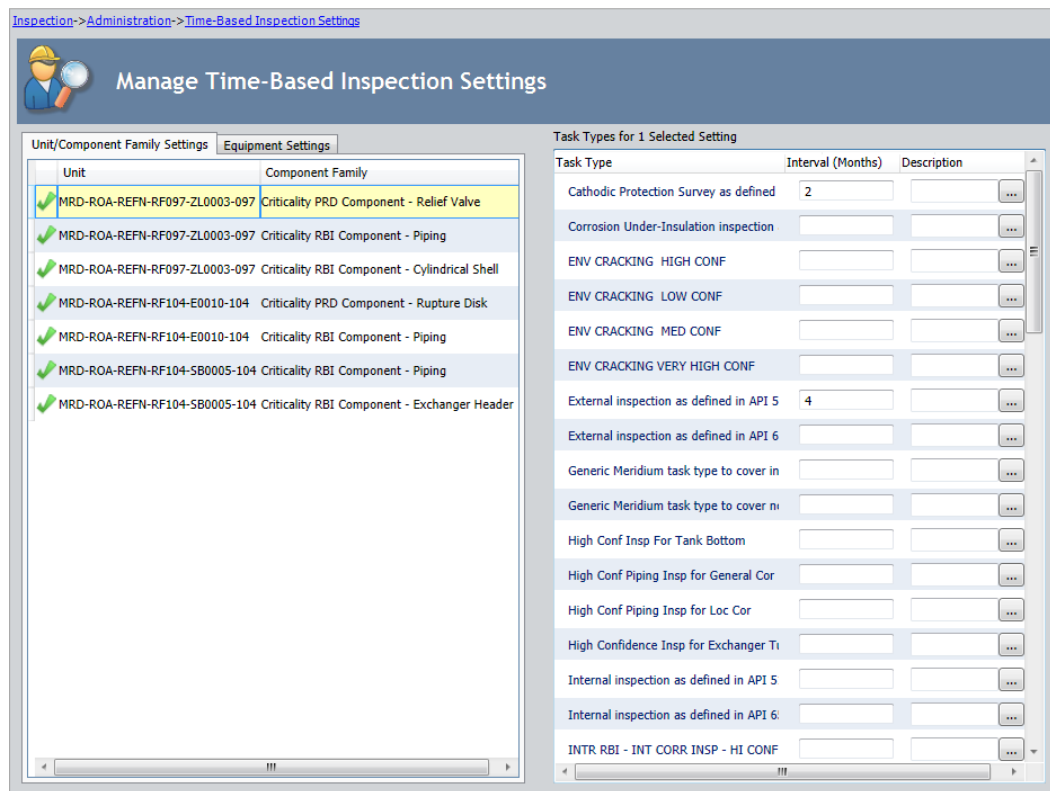 Inspection->Administration->Time-Based Inspection Settings
Manage Time-Based Inspection Settings
Unit/Component Family Settings Equipment Settings
Unit Component Family
MRD-ROA-REFN-RF097-ZL0003-097 Criticality PRD Component - Relief Valve
MRD-ROA-REFN-RF097-ZL0003-097 Criticality RBI Component - Piping
MRD-ROA-REFN-RF097-ZL0003-097 Criticality RBI Component - Cylindrical Shell
MRD-ROA-REFN-RF104-E0010-104 Criticality PRD Component - Rupture Disk
MRD-ROA-REFN-RF104-E0010-104 Criticality RBI Component - Piping
MRD-ROA-REFN-RF104-SB0005-104 Criticality RBI Component - Piping
MRD-ROA-REFN-RF104-SB0005-104 Criticality RBI Component - Exchanger Header
Task Types for 1 Selected Setting
Task Type Interval (Months) Description
Cathodic Protection Survey as defined 2 ...
Corrosion Under-Insulation inspection ...
ENV CRACKING HIGH CONF ...
ENV CRACKING LOW CONF ...
ENV CRACKING MED CONF ...
ENV CRACKING VERY HIGH CONF ...
External inspection as defined in API 5 4 ...
External inspection as defined in API 6 ...
Generic Meridium task type to cover in ...
Generic Meridium task type to cover ...
High Conf Insp For Tank Bottom ...
High Conf Piping Insp for General Cor ...
High Conf Piping Insp for Loc Cor ...
High Confidence Insp for Exchanger ...
Internal inspection as defined in API 5 ...
Internal inspection as defined in API 6 ...
INTR RBI - INT CORR INSP - HI CONF ...